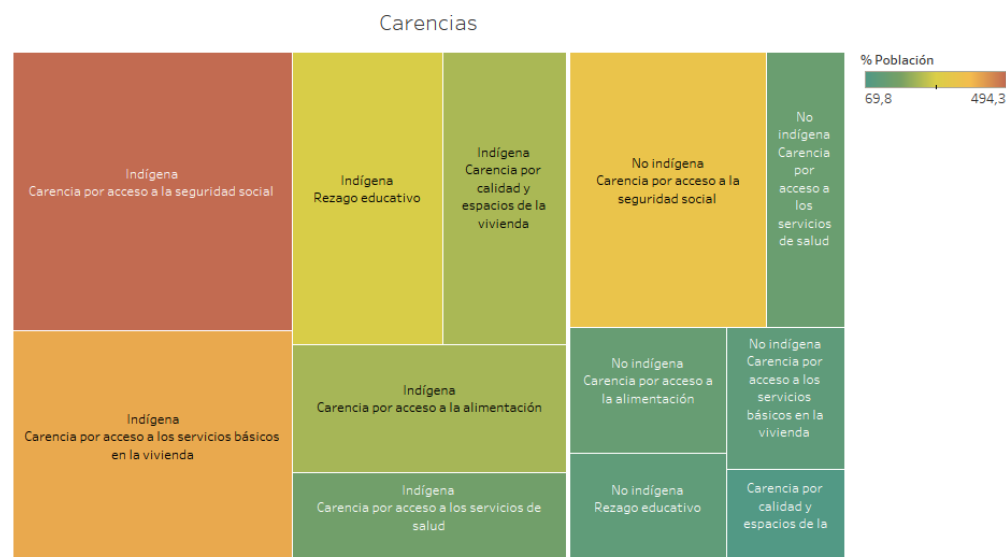 Carencias
% Población
69,8
494,3
Indígena
Carencia por acceso a la seguridad social
Indígena
Rezago educativo
Indígena
Carencia por
calidad y
espacios de la
vivienda
No indígena
Carencia por acceso a la
seguridad social
No
indígena
Carencia
por
acceso a
los
servicios
de salud
Indígena
Carencia por acceso a los servicios básicos
en la vivienda
Indígena
Carencia por acceso a la alimentación
Indígena
Carencia por acceso a los servicios de
salud
No indígena
Carencia por acceso a
la alimentación
No indígena
Carencia por
acceso a los
servicios
básicos en la
vivienda
No indígena
Rezago educativo
Carencia por
calidad y
espacios de la